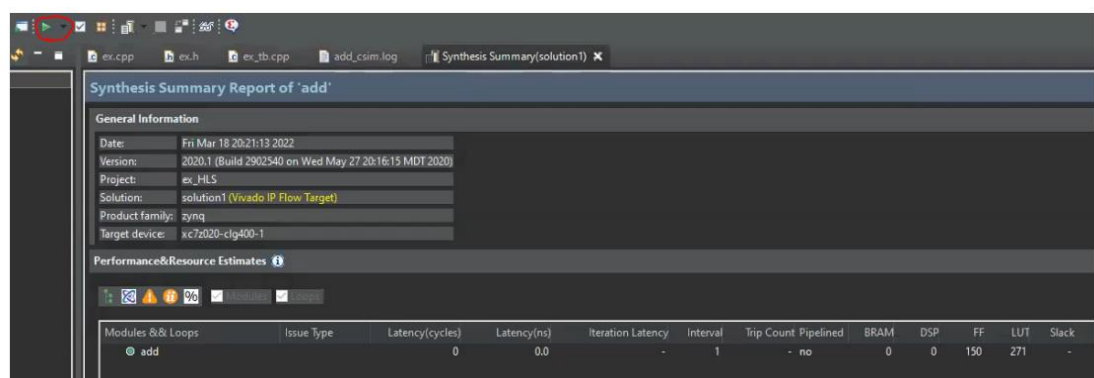 ex.cpp ex.h ex_tb.cpp add_csim.log Synthesis Summary(solution1)
Synthesis Summary Report of 'add'
General Information
Date: Fri Mar 18 20:21:13 2022
Version: 2020.1 (Build 2902540 on Wed May 27 20:16:15 MDT 2020)
Project: ex_HLS
Solution: solution1 (Vivado IP Flow Target)
Product family: zynq
Target device: xc7z020-clg400-1
Performance&Resource Estimates
% Modules Loops
Modules && Loops Issue Type Latency(cycles) Latency(ns) Iteration Latency Interval Trip Count Pipelined BRAM DSP FF LUT Slack
add 0 0.0 - 1 - no 0 0 150 271 -